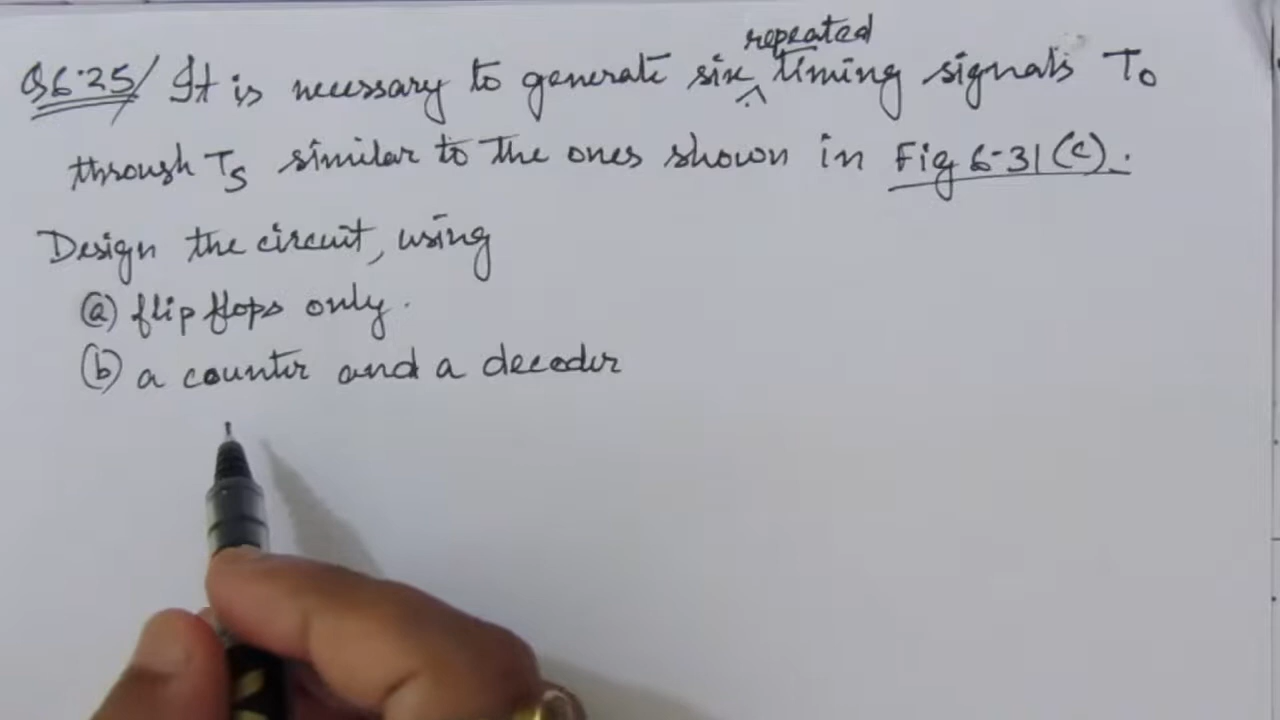 Q6.25/ It is necessary to generate six repeated timing signals T0
through T5 similar to the ones shown in Fig 6-31(c).
Design the circuit, using
(a) flip flops only.
(b) a counter and a decoder